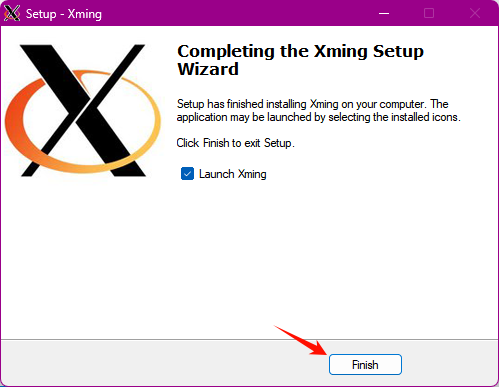 Setup - Xming
Completing the Xming Setup
Wizard
Setup has finished installing Xming on your computer. The
application may be launched by selecting the installed icons.
Click Finish to exit Setup.
Launch Xming
Finish